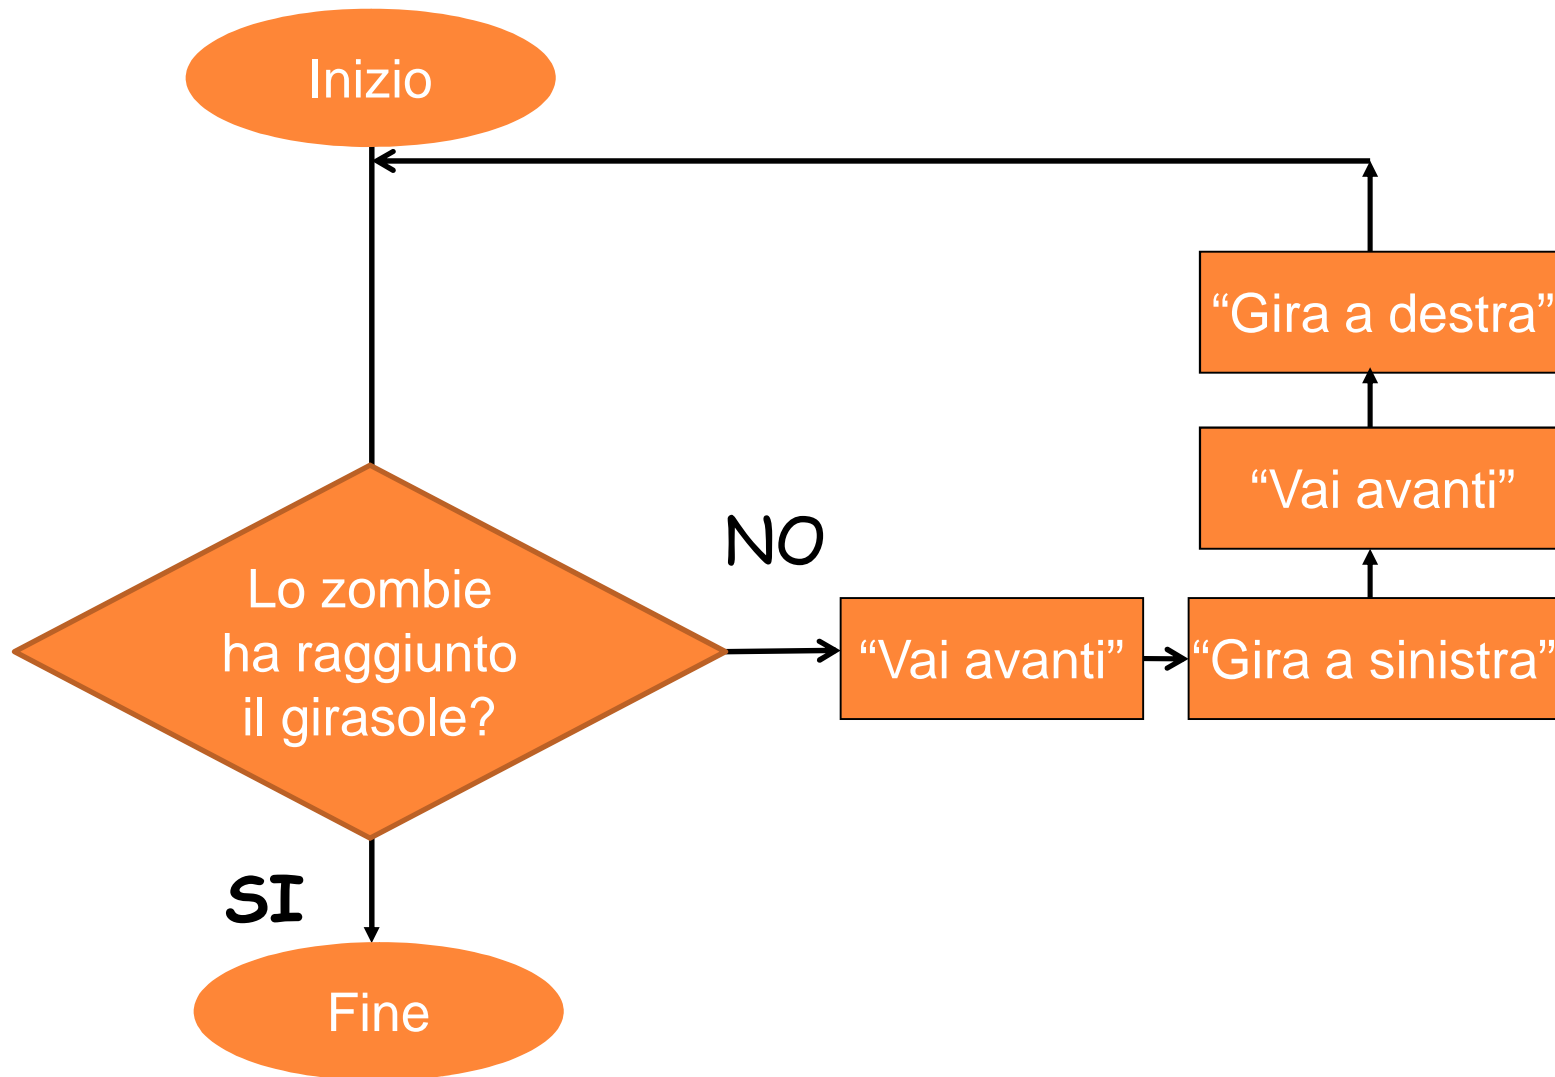 Inizio
“Gira a destra”
“Vai avanti”
NO
Lo zombie
ha raggiunto
il girasole?
“Vai avanti”
“Gira a sinistra”
SI
Fine